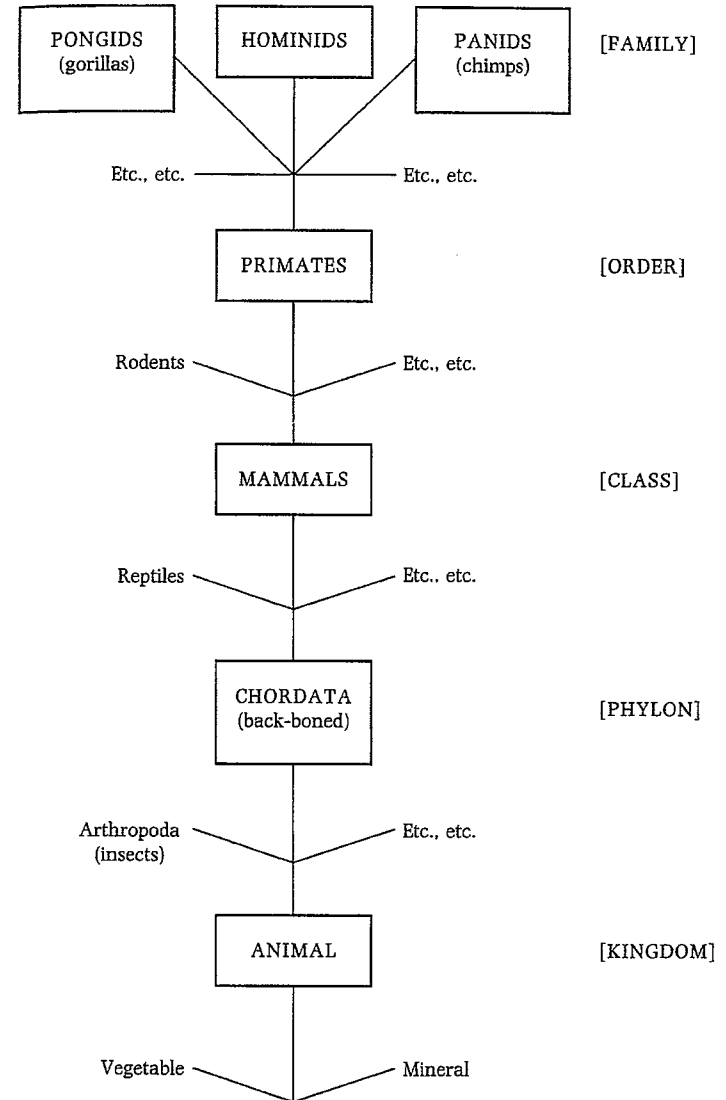 PONGIDS
(gorillas)
HOMINIDS
PANIDS
(chimps)
[FAMILY]
Etc., etc.
Etc., etc.
PRIMATES
[ORDER]
Rodents
Etc., etc.
MAMMALS
[CLASS]
Reptiles
Etc., etc.
CHORDATA
(back-boned)
[PHYLON]
Arthropoda
(insects)
Etc., etc.
ANIMAL
[KINGDOM]
Vegetable
Mineral